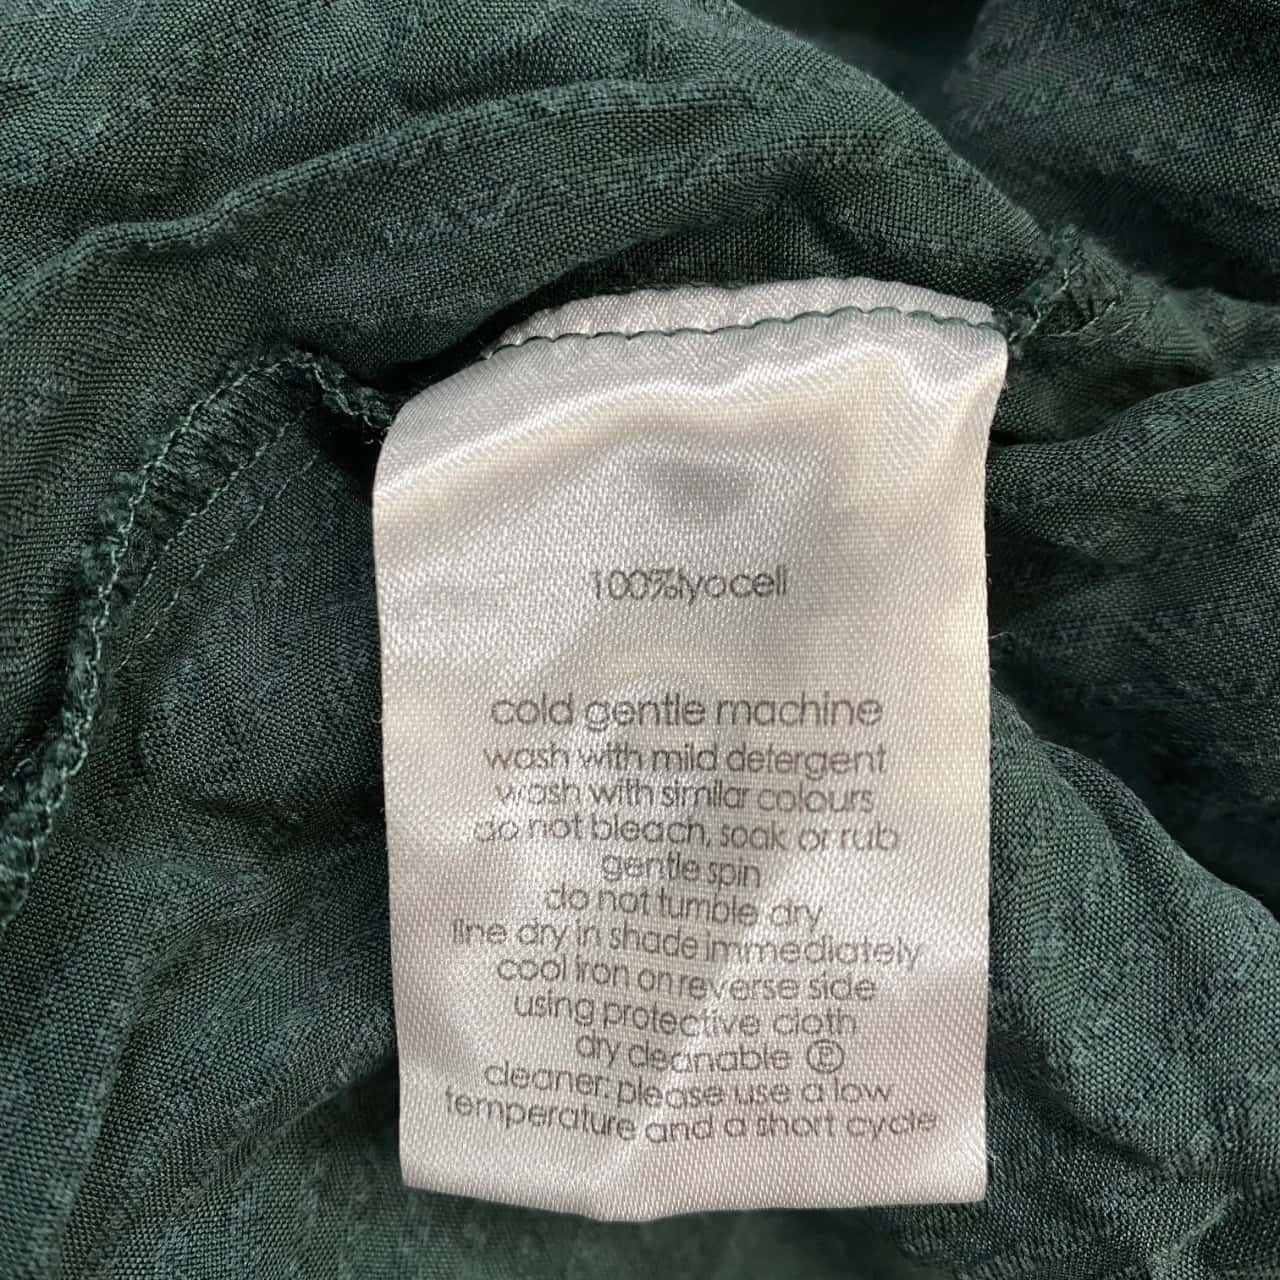 100%lyocell
cold gentle machine
wash with mild detergent
wash with similar colours
do not bleach, soak or rub
gentle spin
do not tumble dry
line dry in shade immediately
cool iron on reverse side
using protective cloth
dry cleanable Ⓟ
cleaner: please use a low
temperature and a short cycle